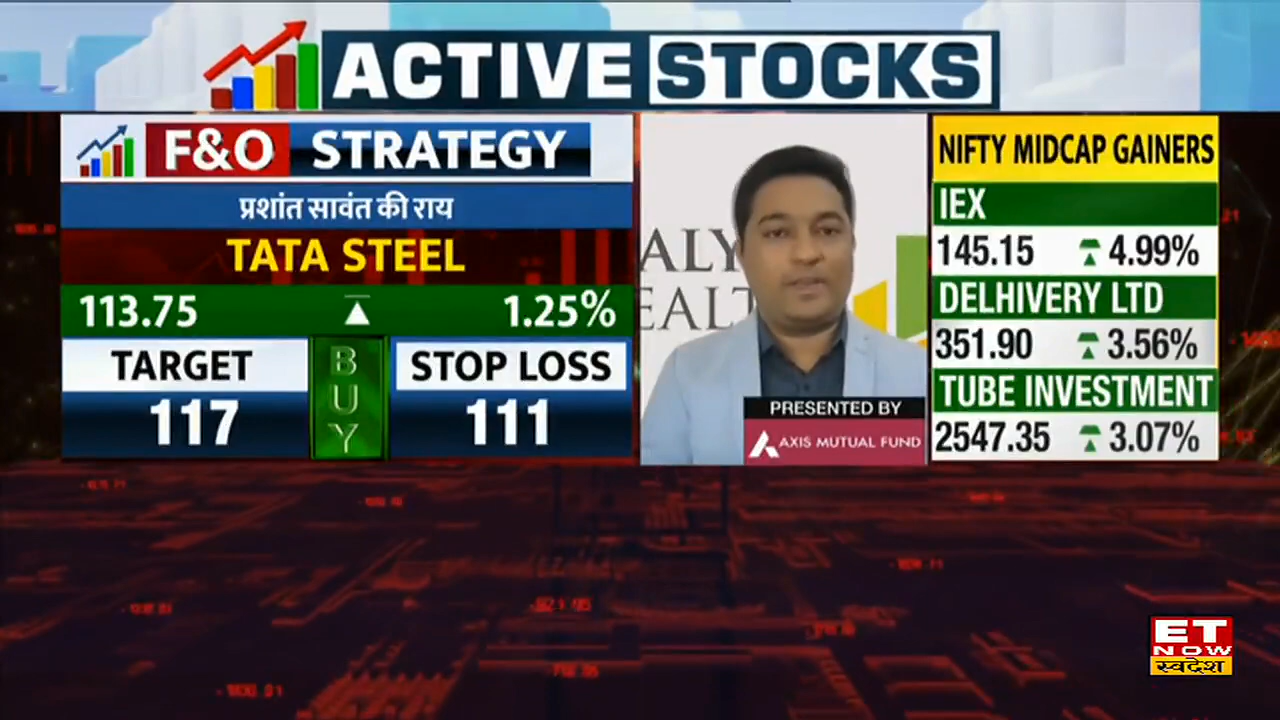 ACTIVE STOCKS
F&O STRATEGY
प्रशांत सावंत की राय
TATA STEEL
113.75 1.25%
TARGET
117
BUY
STOP LOSS
111
ALY
EALT
PRESENTED BY
AXIS MUTUAL FUND
NIFTY MIDCAP GAINERS
IEX
145.15 4.99%
DELHIVERY LTD
351.90 3.56%
TUBE INVESTMENT
2547.35 3.07%
ET
NOW
स्वदेश